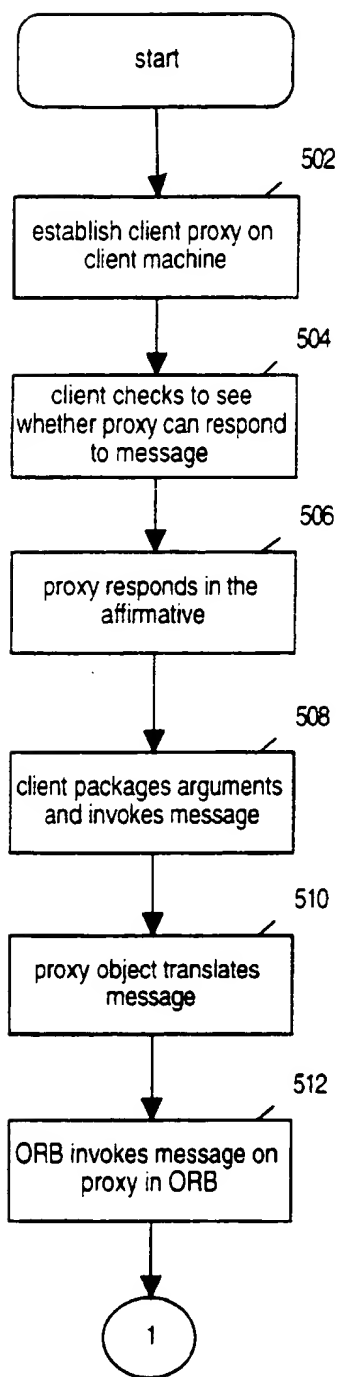 start
502
establish client proxy on
client machine
504
client checks to see
whether proxy can respond
to message
506
proxy responds in the
affirmative
508
client packages arguments
and invokes message
510
proxy object translates
message
512
ORB invokes message on
proxy in ORB
1